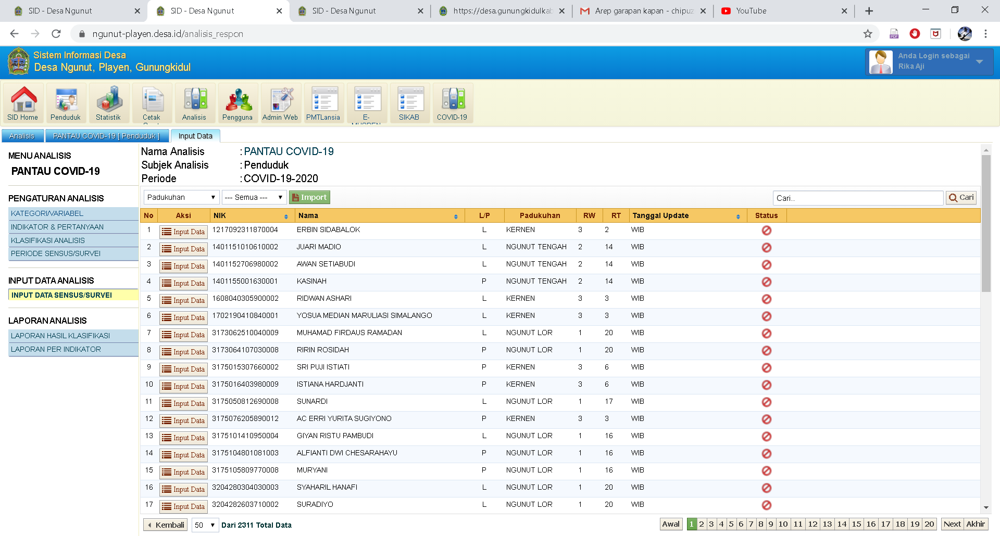 SID - Desa Ngunut
SID - Desa Ngunut
SID - Desa Ngunut
https://desa.gunungkidulkab
Arep garapan kapan - chipuz
YouTube
ngunut-playen.desa.id/analisis_respon
Sistem Informasi Desa
Desa Ngunut, Playen, Gunungkidul
Anda Login sebagai
Rika Aji
SID Home
Penduduk
Statistik
Cetak
Analisis
Pengguna
Admin Web
PMTLansia
E-
SIKAB
COVID-19
Analisis
PANTAU COVID-19 [ Penduduk ]
Input Data
MENU ANALISIS
PANTAU COVID-19
PENGATURAN ANALISIS
KATEGORI/VARIABEL
INDIKATOR & PERTANYAAN
KLASIFIKASI ANALISIS
PERIODE SENSUS/SURVEI
INPUT DATA ANALISIS
INPUT DATA SENSUS/SURVEI
LAPORAN ANALISIS
LAPORAN HASIL KLASIFIKASI
LAPORAN PER INDIKATOR
Nama Analisis : PANTAU COVID-19
Subjek Analisis : Penduduk
Periode : COVID-19-2020
Padukuhan --- Semua --- Import Cari.. Cari
No Aksi NIK Nama L/P Padukuhan RW RT Tanggal Update Status
1 Input Data 1217092311870004 ERBIN SIDABALOK L KERNEN 3 2 WIB
2 Input Data 1401151010610002 JUARI MADIO L NGUNUT TENGAH 2 14 WIB
3 Input Data 1401152706980002 AWAN SETIABUDI L NGUNUT TENGAH 2 14 WIB
4 Input Data 1401155001630001 KASINAH P NGUNUT TENGAH 2 14 WIB
5 Input Data 1608040305900002 RIDWAN ASHARI L KERNEN 3 3 WIB
6 Input Data 1702190410840001 YOSUA MEDIAN MARULIASI SIMALANGO L KERNEN 3 3 WIB
7 Input Data 3173062510040009 MUHAMAD FIRDAUS RAMADAN L NGUNUT LOR 1 20 WIB
8 Input Data 3173064107030008 RIRIN ROSIDAH P NGUNUT LOR 1 20 WIB
9 Input Data 3175015307660002 SRI PUJI ISTIATI P KERNEN 3 6 WIB
10 Input Data 3175016403980009 ISTIANA HARDJANTI P KERNEN 3 6 WIB
11 Input Data 3175050812690008 SUNARDI L NGUNUT LOR 1 17 WIB
12 Input Data 3175076205890012 AC ERRI YURITA SUGIYONO P KERNEN 3 3 WIB
13 Input Data 3175101410950004 GIYAN RISTU PAMBUDI L NGUNUT LOR 1 16 WIB
14 Input Data 3175104801081003 ALFIANTI DWI CHESARAHAYU P NGUNUT LOR 1 16 WIB
15 Input Data 3175105809770008 MURYANI P NGUNUT LOR 1 16 WIB
16 Input Data 3204280304030003 SYAHARIL HANAFI L NGUNUT LOR 1 20 WIB
17 Input Data 3204282603710002 SURADIYO L NGUNUT LOR 1 20 WIB
Kembali 50 Dari 2311 Total Data Awal 1 2 3 4 5 6 7 8 9 10 11 12 13 14 15 16 17 18 19 20 Next Akhir